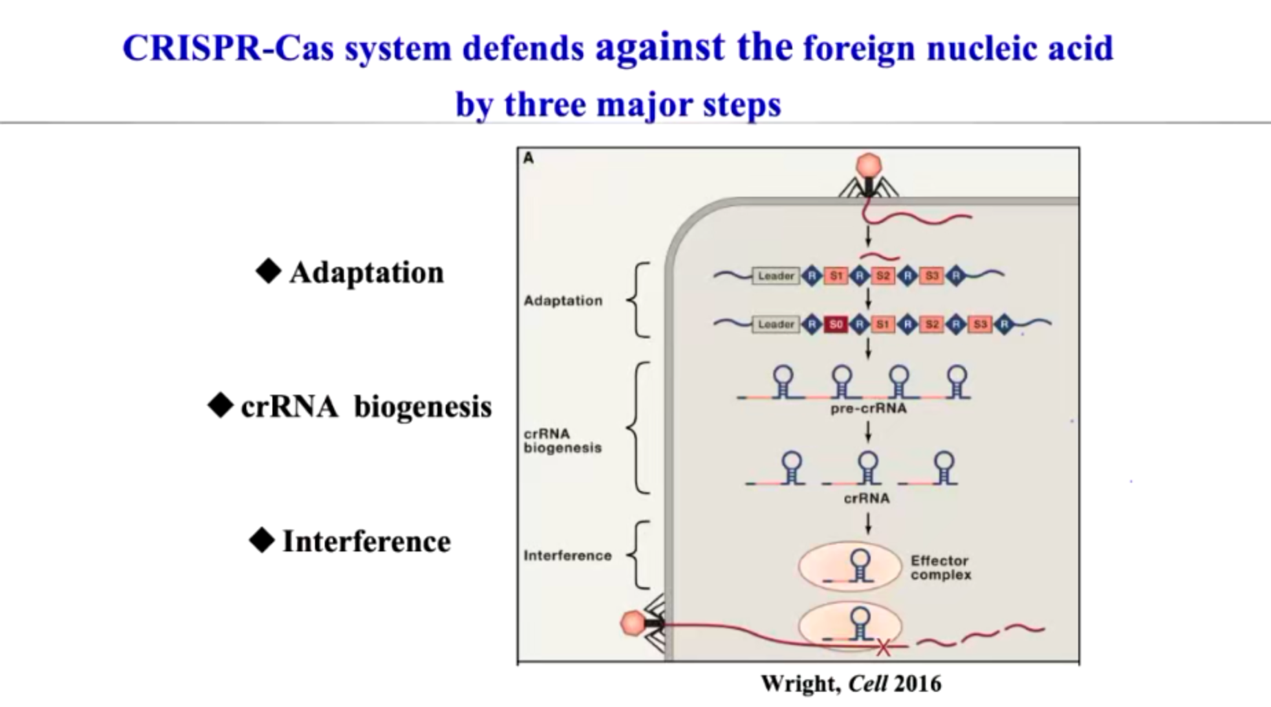 CRISPR-Cas system defends against the foreign nucleic acid
by three major steps
◆ Adaptation
◆ crRNA biogenesis
◆ Interference
A
Adaptation
Leader R S1 R S2 R S3 R
Leader R S0 R S1 R S2 R S3 R
crRNA
biogenesis
pre-crRNA
crRNA
Interference
Effector
complex
X
Wright, Cell 2016